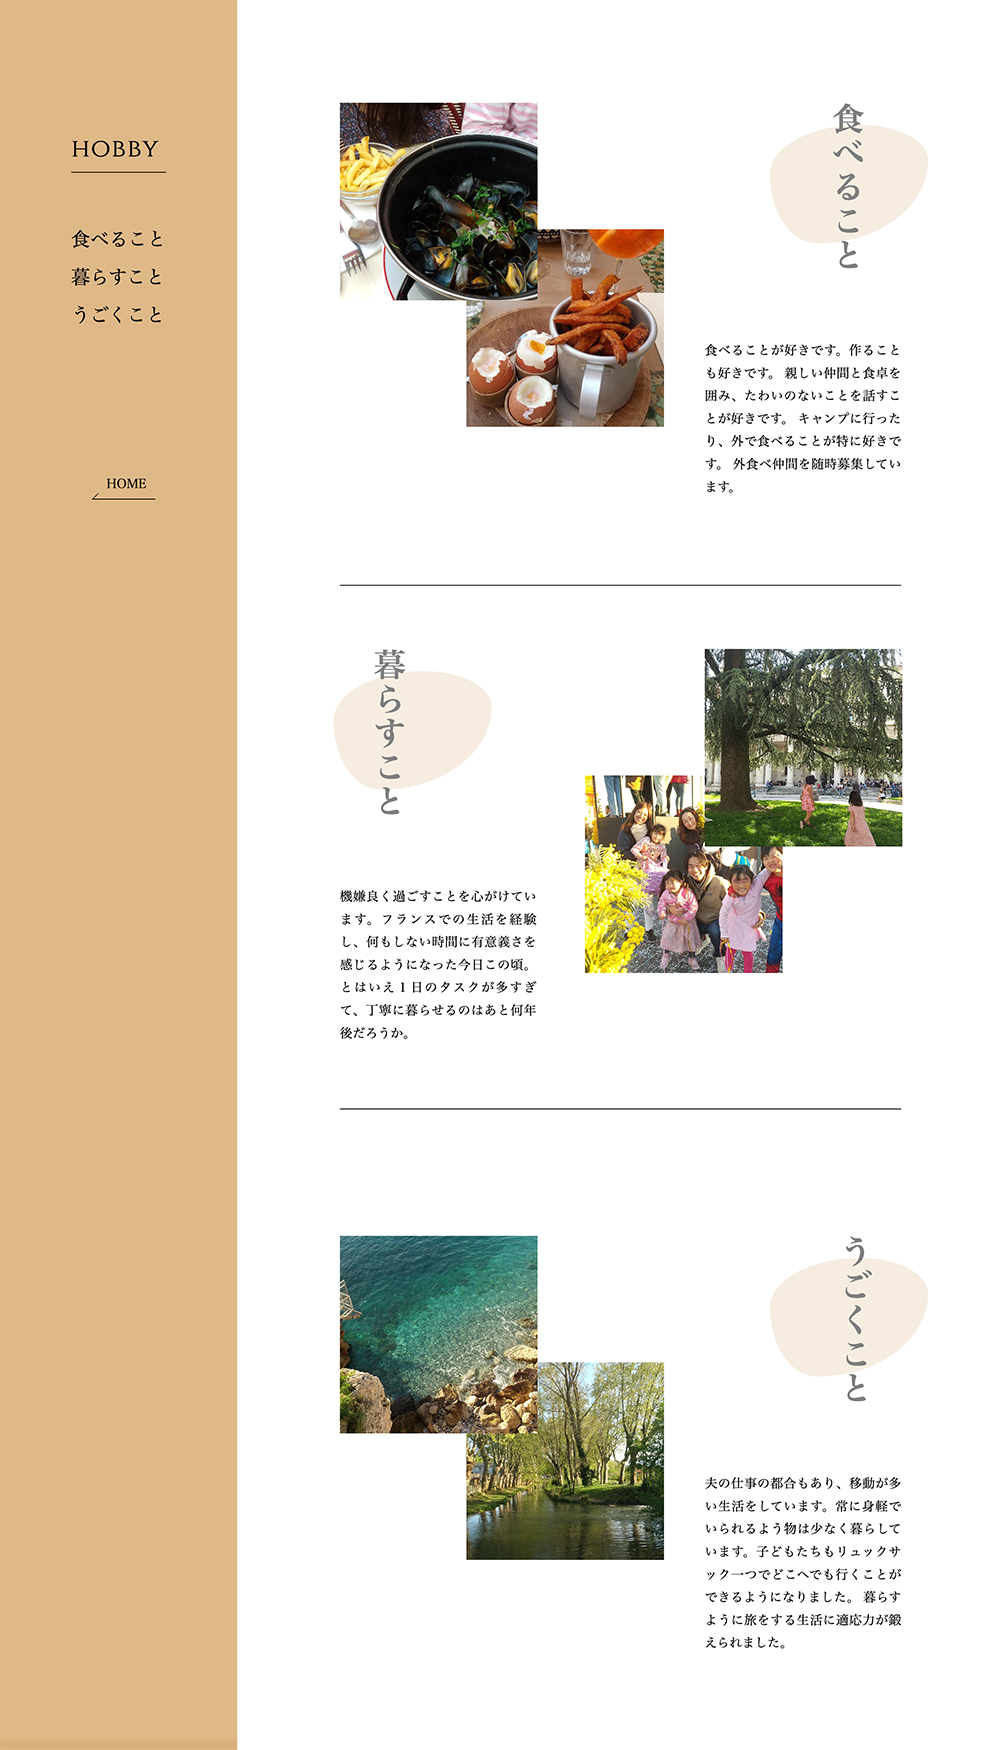 HOBBY
食べること
暮らすこと
うごくこと
HOME
食べること
食べることが好きです。作ること
も好きです。 親しい仲間と食卓を
囲み、たわいのないことを話すこ
とが好きです。 キャンプに行った
り、外で食べることが特に好きで
す。 外食べ仲間を随時募集してい
ます。
暮らすこと
機嫌良く過ごすことを心がけてい
ます。フランスでの生活を経験
し、何もしない時間に有意義さを
感じるようになった今日この頃。
とはいえ１日のタスクが多すぎ
て、丁寧に暮らせるのはあと何年
後だろうか。
うごくこと
夫の仕事の都合もあり、移動が多
い生活をしています。常に身軽で
いられるよう物は少なく暮らして
います。子どもたちもリュックサ
ック一つでどこへでも行くことが
できるようになりました。 暮らす
ように旅をする生活に適応力が鍛
えられました。